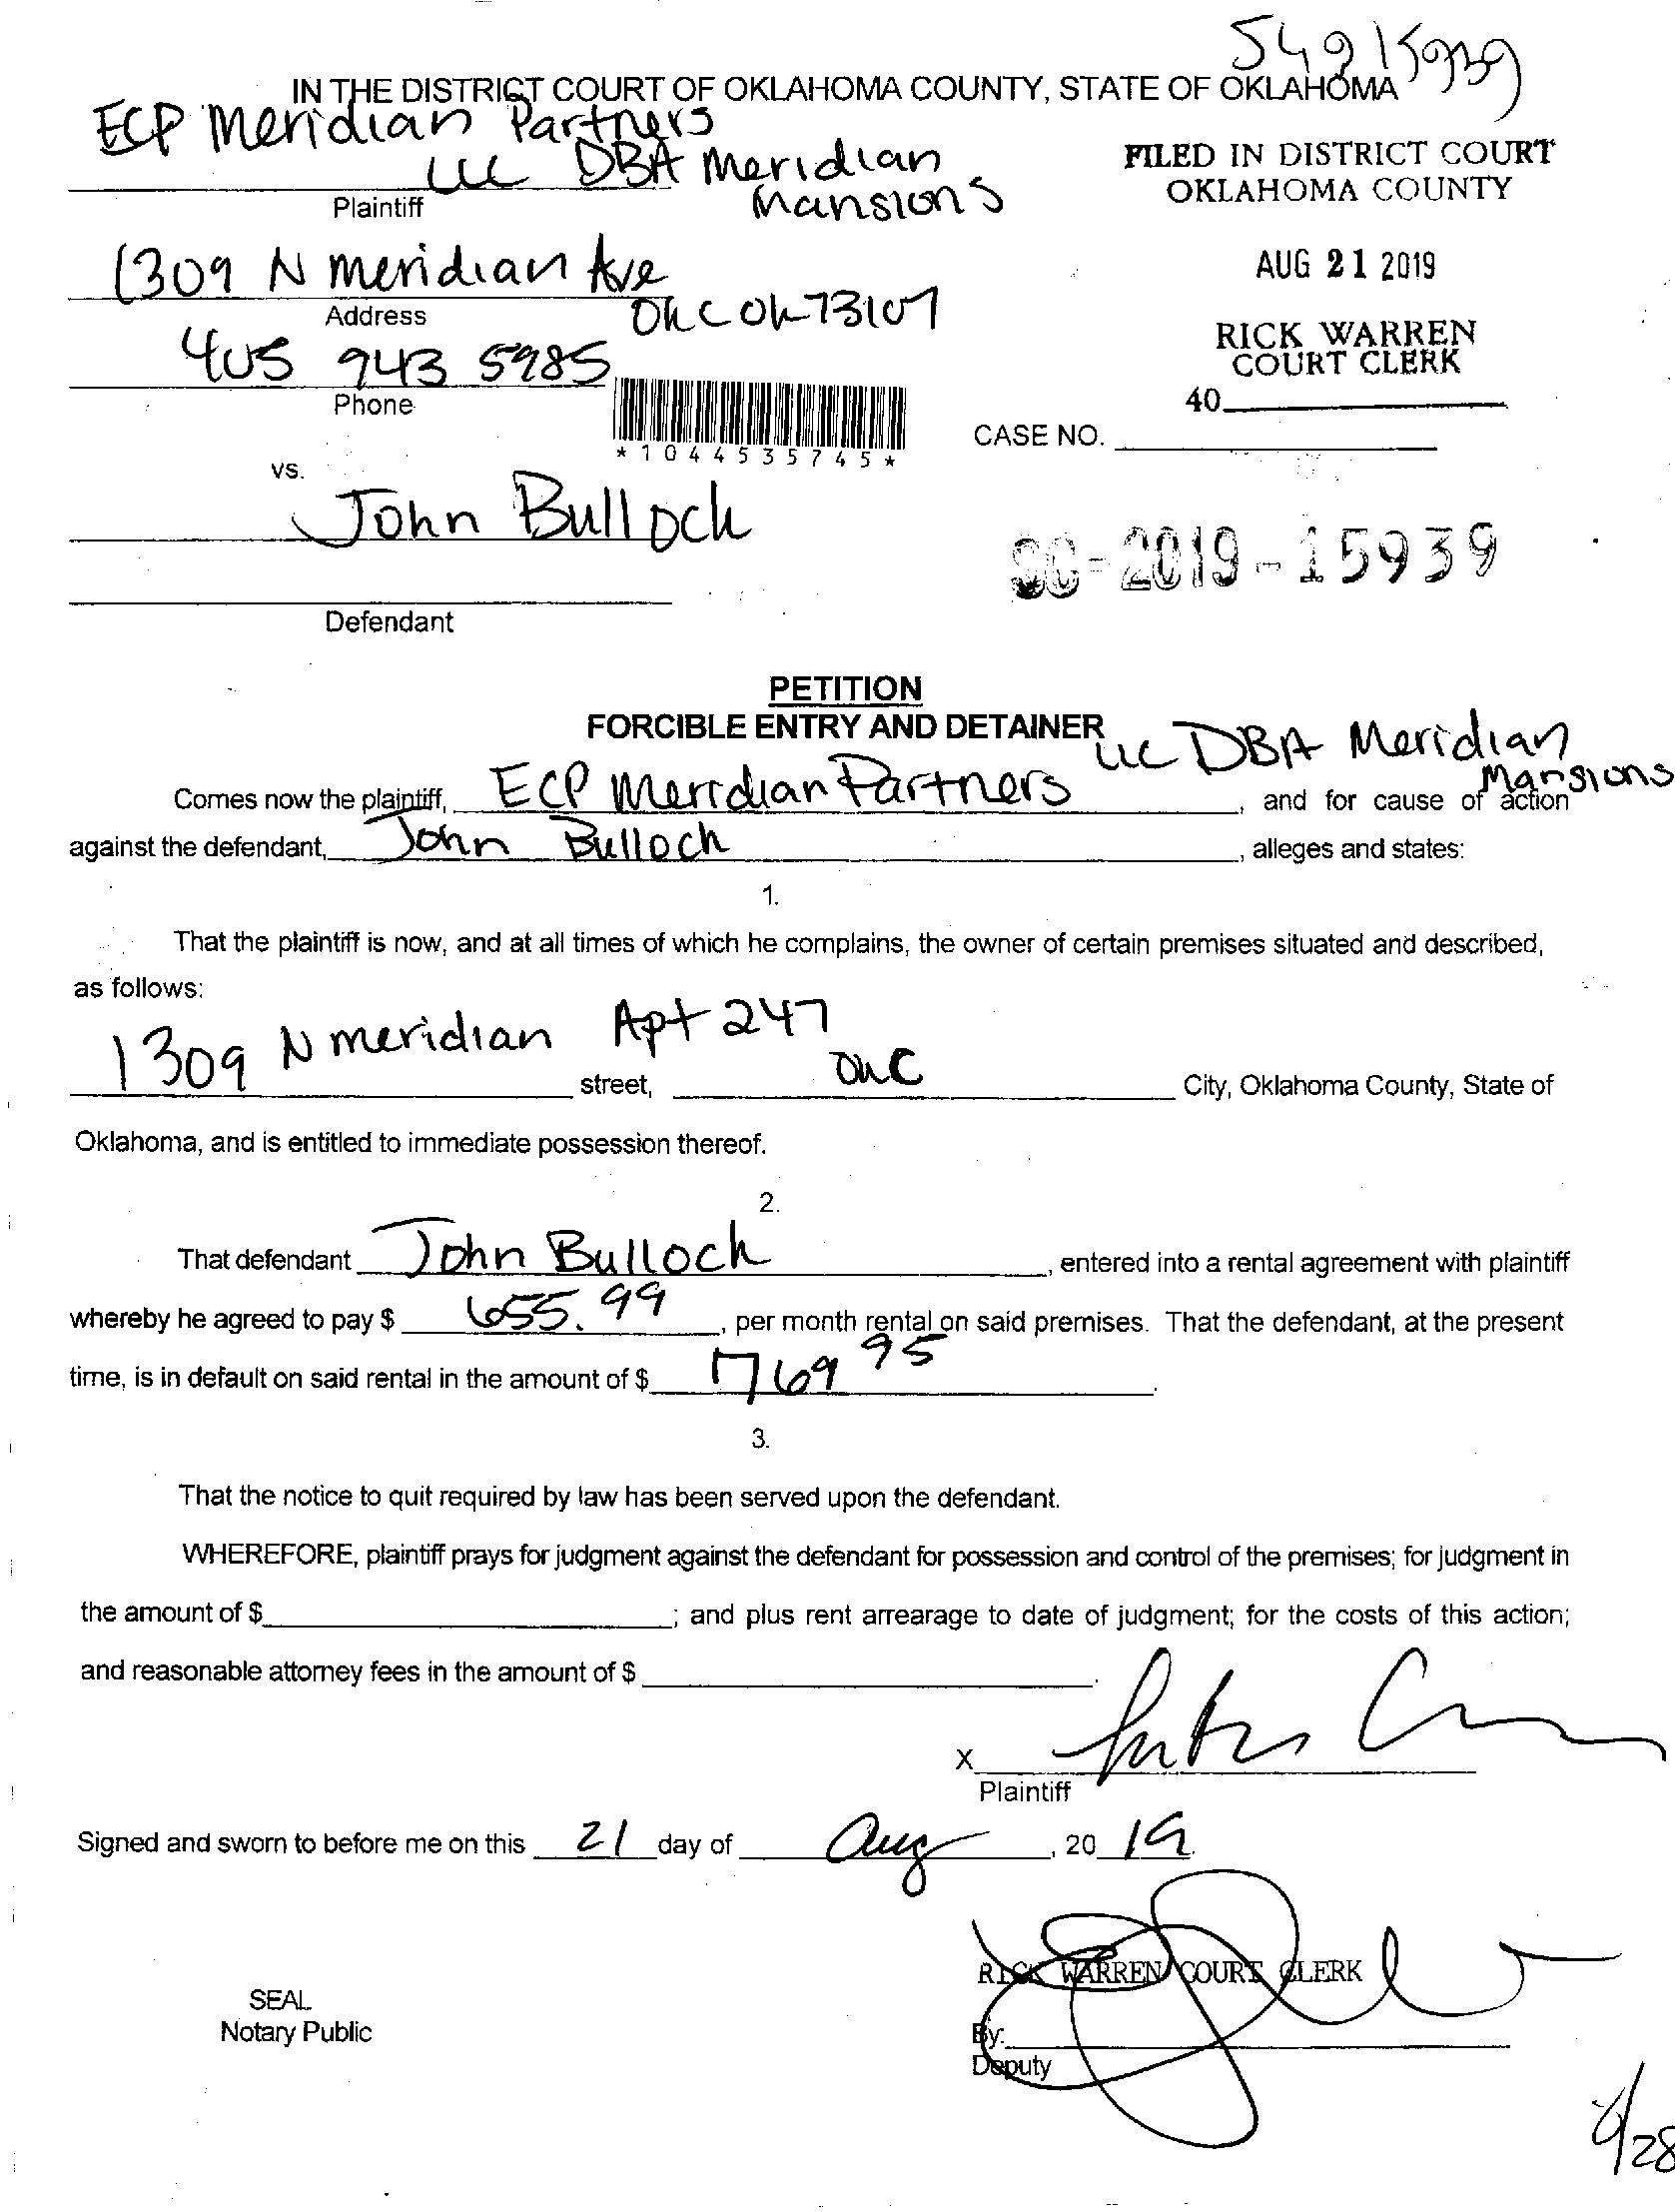 54915939
IN THE DISTRICT COURT OF OKLAHOMA COUNTY, STATE OF OKLAHOMA
ECP Meridian Partners
LLC DBA Meridian
Mansions
Plaintiff
FILED IN DISTRICT COURT
OKLAHOMA COUNTY
1309 N Meridian Ave
Address
OKC OK 73107
AUG 21 2019
405 943 5985
Phone
RICK WARREN
COURT CLERK
40
*1044535745*
CASE NO.
vs.
John Bullock
SC-2019-15939
Defendant
PETITION
FORCIBLE ENTRY AND DETAINER
LLC DBA Meridian
Mansions
Comes now the plaintiff, ECP Meridian Partners, and for cause of action
against the defendant, John Bullock, alleges and states:
1.
That the plaintiff is now, and at all times of which he complains, the owner of certain premises situated and described,
as follows:
1309 N meridian Apt 247
street, OKC City, Oklahoma County, State of
Oklahoma, and is entitled to immediate possession thereof.
2.
That defendant John Bullock, entered into a rental agreement with plaintiff
whereby he agreed to pay $ 655.99, per month rental on said premises. That the defendant, at the present
time, is in default on said rental in the amount of $ 769 95.
3.
That the notice to quit required by law has been served upon the defendant.
WHEREFORE, plaintiff prays for judgment against the defendant for possession and control of the premises; for judgment in
the amount of $; and plus rent arrearage to date of judgment; for the costs of this action;
and reasonable attorney fees in the amount of $.
X
Plaintiff
Signed and sworn to before me on this 21 day of Aug, 2019.
RICK WARREN COURT CLERK
SEAL
Notary Public
By:
Deputy
/28